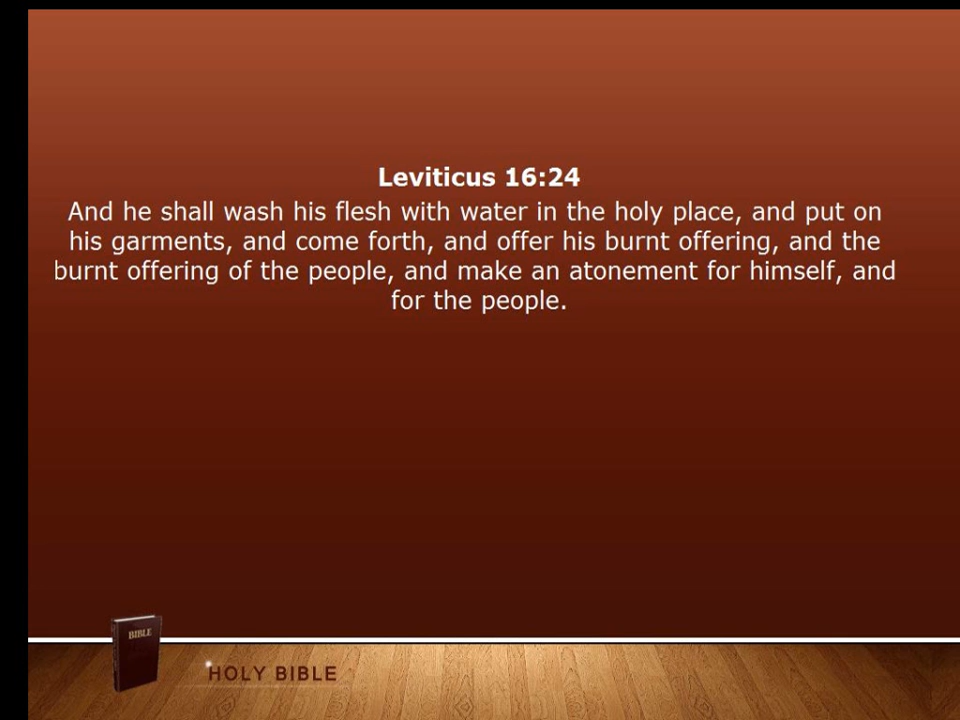 Leviticus 16:24
And he shall wash his flesh with water in the holy place, and put on
his garments, and come forth, and offer his burnt offering, and the
burnt offering of the people, and make an atonement for himself, and
for the people.
BIBLE
HOLY BIBLE